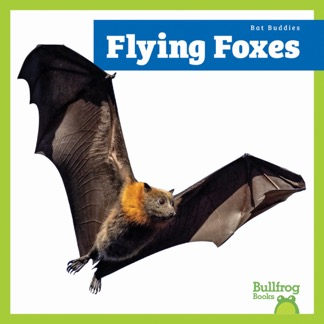 Bat Buddies
Flying Foxes
Bullfrog
Books